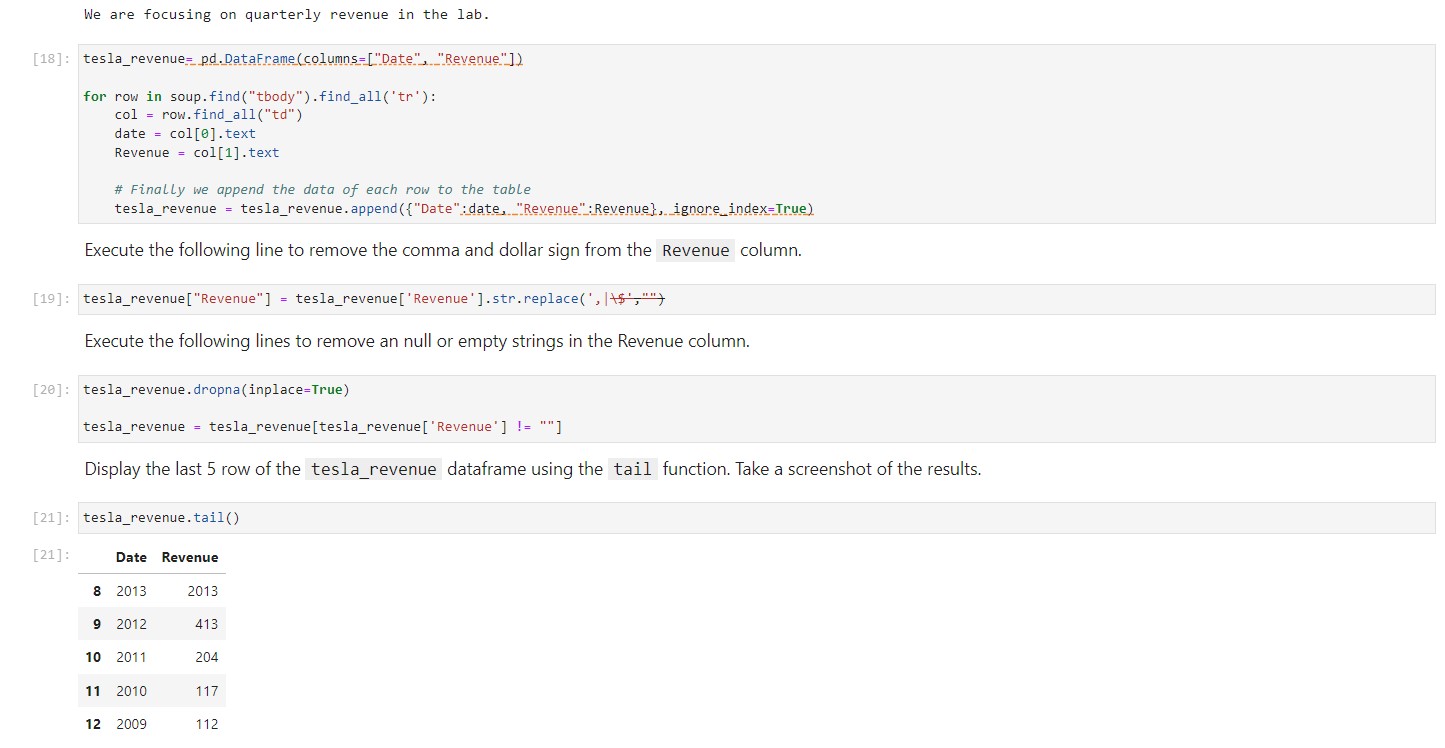 We are focusing on quarterly revenue in the lab.
[18]: tesla_revenue= pd.DataFrame(columns=["Date", "Revenue"])
for row in soup.find("tbody").find_all('tr'):
    col = row.find_all("td")
    date = col[0].text
    Revenue = col[1].text
    # Finally we append the data of each row to the table
    tesla_revenue = tesla_revenue.append({"Date":date, "Revenue":Revenue}, ignore_index=True)
Execute the following line to remove the comma and dollar sign from the Revenue column.
[19]: tesla_revenue["Revenue"] = tesla_revenue['Revenue'].str.replace(',|\$',"")
Execute the following lines to remove an null or empty strings in the Revenue column.
[20]: tesla_revenue.dropna(inplace=True)
tesla_revenue = tesla_revenue[tesla_revenue['Revenue'] != ""]
Display the last 5 row of the tesla_revenue dataframe using the tail function. Take a screenshot of the results.
[21]: tesla_revenue.tail()
[21]: Date Revenue
8 2013 2013
9 2012 413
10 2011 204
11 2010 117
12 2009 112